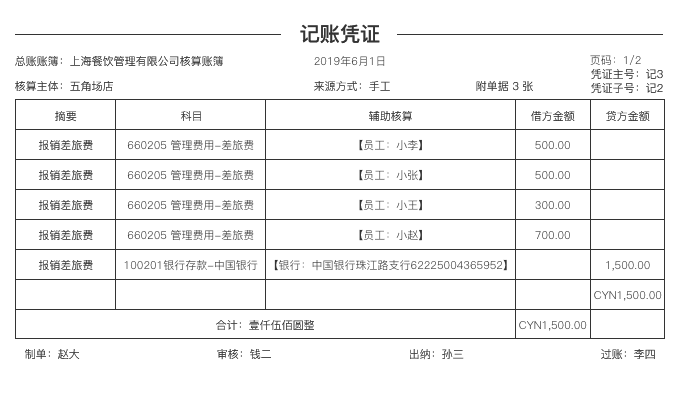 记账凭证
总账账簿：上海餐饮管理有限公司核算账簿 2019年6月1日 页码：1/2
凭证主号：记3
核算主体：五角场店 来源方式：手工 附单据 3 张 凭证子号：记2
摘要 科目 辅助核算 借方金额 贷方金额
报销差旅费 660205 管理费用–差旅费 【员工：小李】 500.00
报销差旅费 660205 管理费用–差旅费 【员工：小张】 500.00
报销差旅费 660205 管理费用–差旅费 【员工：小王】 300.00
报销差旅费 660205 管理费用–差旅费 【员工：小赵】 700.00
报销差旅费 100201银行存款–中国银行 【银行：中国银行珠江路支行62225004365952】 1,500.00
CYN1,500.00
合计：壹仟伍佰圆整 CYN1,500.00
制单：赵大 审核：钱二 出纳：孙三 过账：李四